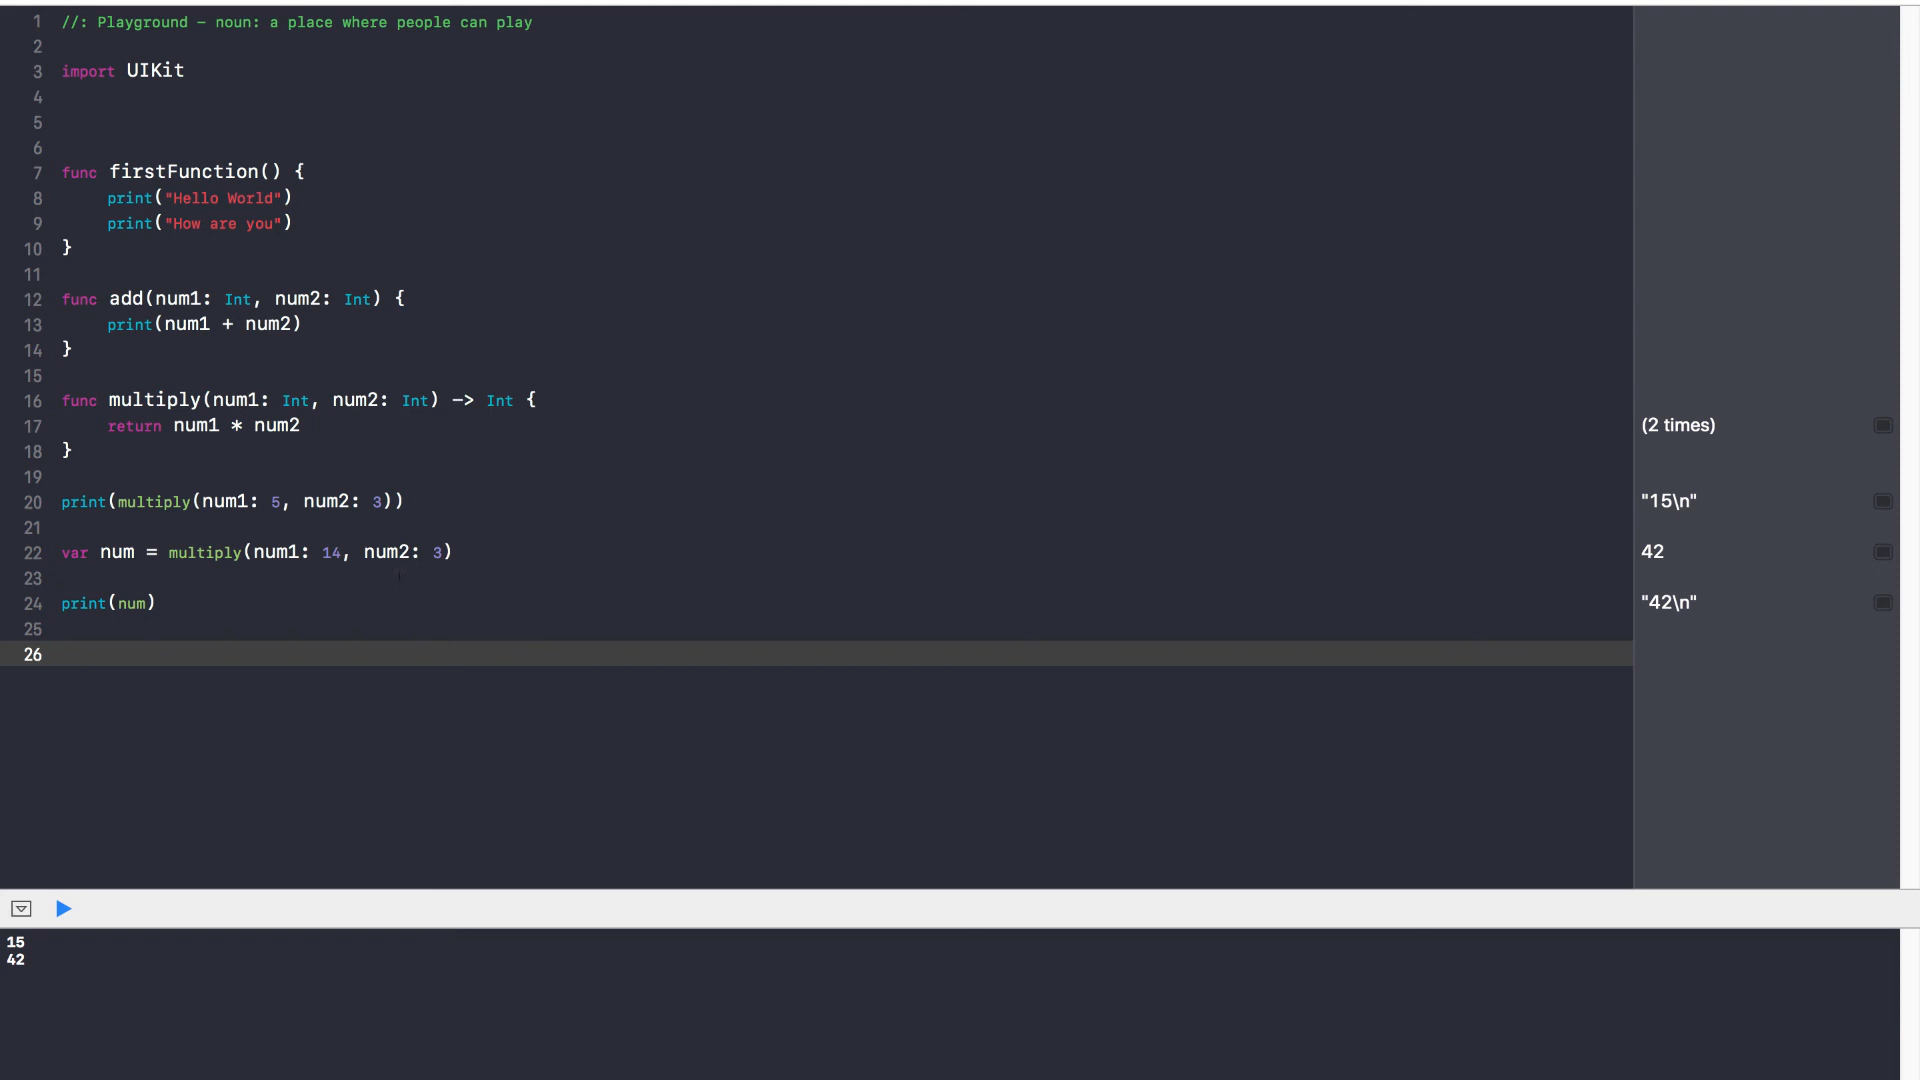 1 //: Playground - noun: a place where people can play
2
3 import UIKit
4
5
6
7 func firstFunction() {
8 print("Hello World")
9 print("How are you")
10 }
11
12 func add(num1: Int, num2: Int) {
13 print(num1 + num2)
14 }
15
16 func multiply(num1: Int, num2: Int) -> Int {
17 return num1 * num2 (2 times)
18 }
19
20 print(multiply(num1: 5, num2: 3)) "15\n"
21
22 var num = multiply(num1: 14, num2: 3) 42
23
24 print(num) "42\n"
25
26
15
42